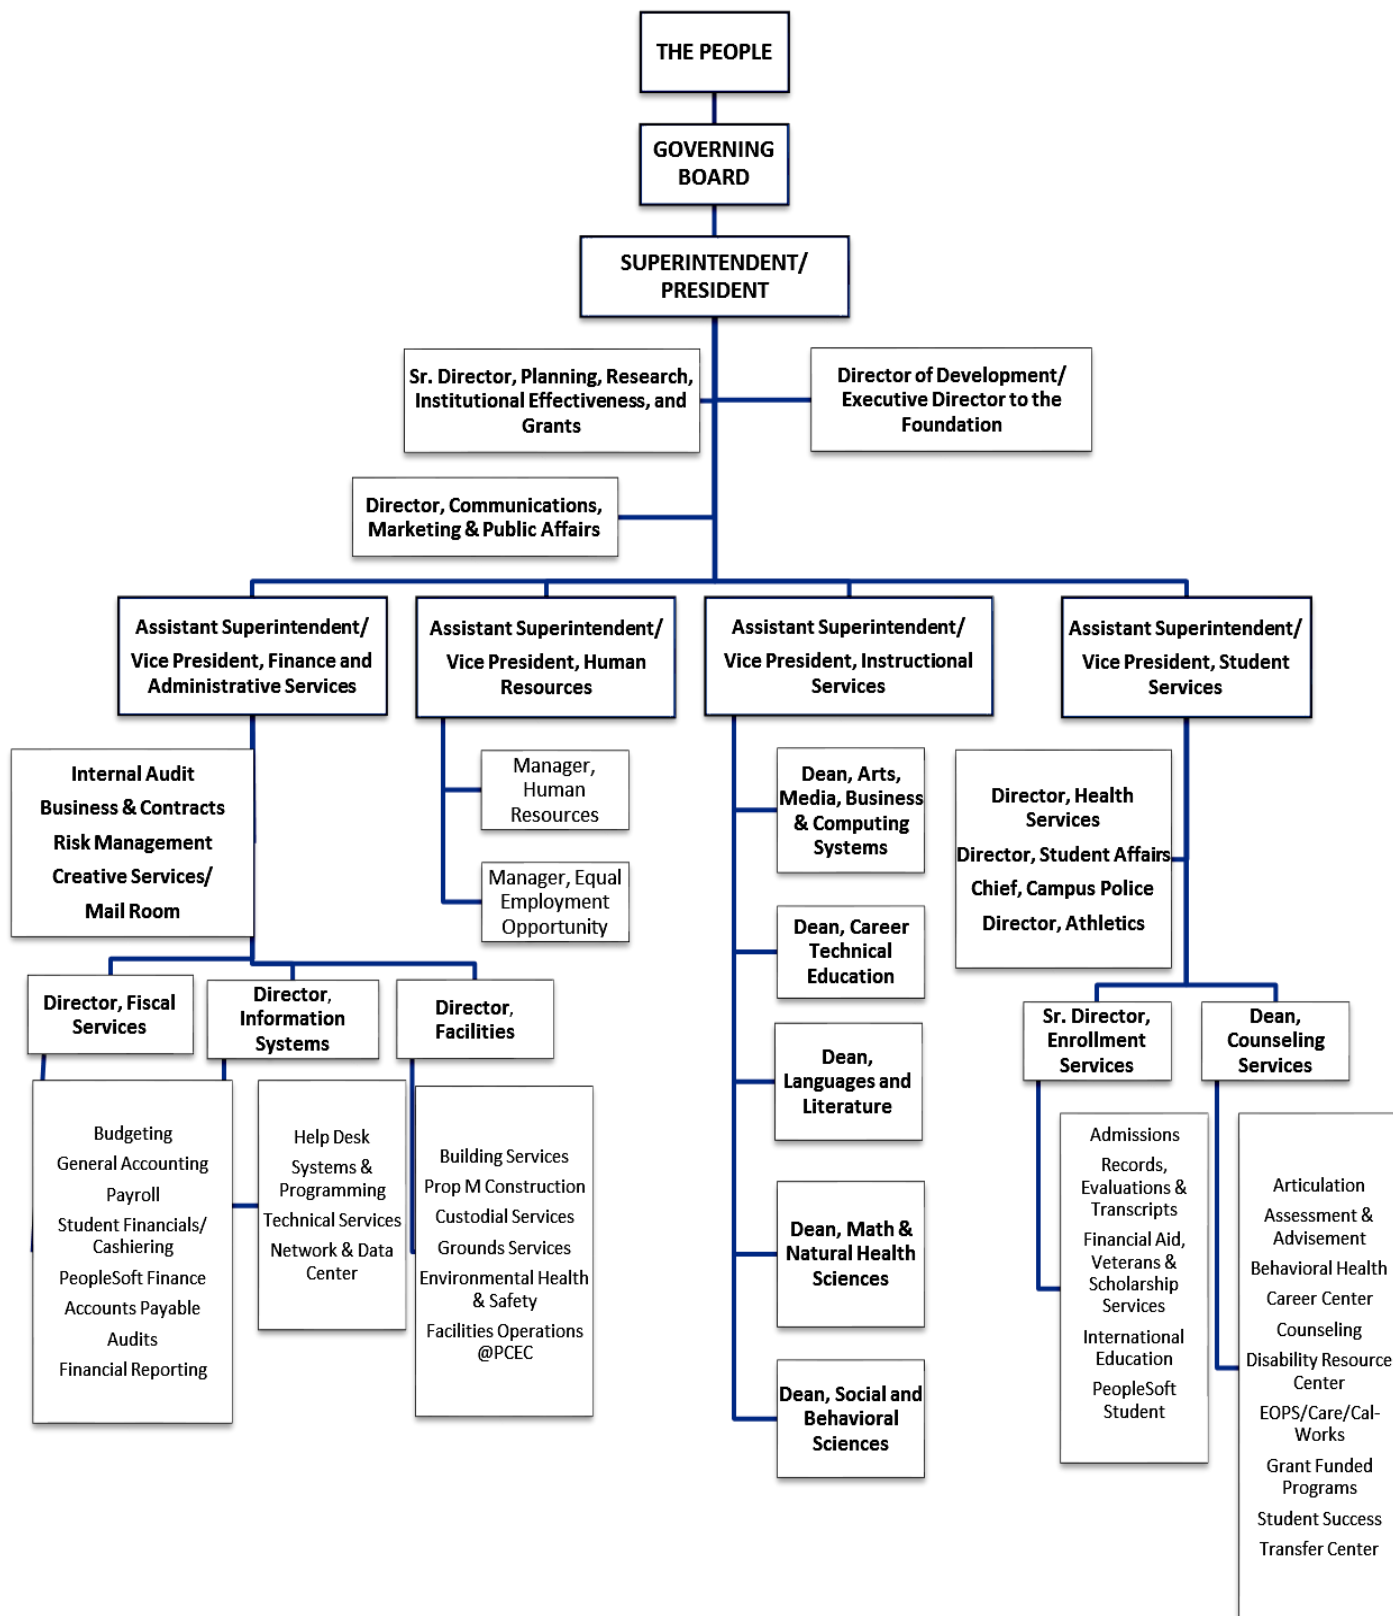 THE PEOPLE
GOVERNING
BOARD
SUPERINTENDENT/
PRESIDENT
Sr. Director, Planning, Research,
Institutional Effectiveness, and
Grants
Director of Development/
Executive Director to the
Foundation
Director, Communications,
Marketing & Public Affairs
Assistant Superintendent/
Vice President, Finance and
Administrative Services
Assistant Superintendent/
Vice President, Human
Resources
Assistant Superintendent/
Vice President, Instructional
Services
Assistant Superintendent/
Vice President, Student
Services
Internal Audit
Business & Contracts
Risk Management
Creative Services/
Mail Room
Director, Fiscal
Services
Director,
Information
Systems
Director,
Facilities
Budgeting
General Accounting
Payroll
Student Financials/
Cashiering
PeopleSoft Finance
Accounts Payable
Audits
Financial Reporting
Help Desk
Systems &
Programming
Technical Services
Network & Data
Center
Building Services
Prop M Construction
Custodial Services
Grounds Services
Environmental Health
& Safety
Facilities Operations
@PCEC
Manager,
Human
Resources
Manager, Equal
Employment
Opportunity
Dean, Arts,
Media, Business
& Computing
Systems
Dean, Career
Technical
Education
Dean,
Languages and
Literature
Dean, Math &
Natural Health
Sciences
Dean, Social and
Behavioral
Sciences
Director, Health
Services
Director, Student Affairs
Chief, Campus Police
Director, Athletics
Sr. Director,
Enrollment
Services
Dean,
Counseling
Services
Admissions
Records,
Evaluations &
Transcripts
Financial Aid,
Veterans &
Scholarship
Services
International
Education
PeopleSoft
Student
Articulation
Assessment &
Advisement
Behavioral Health
Career Center
Counseling
Disability Resource
Center
EOPS/Care/Cal-
Works
Grant Funded
Programs
Student Success
Transfer Center